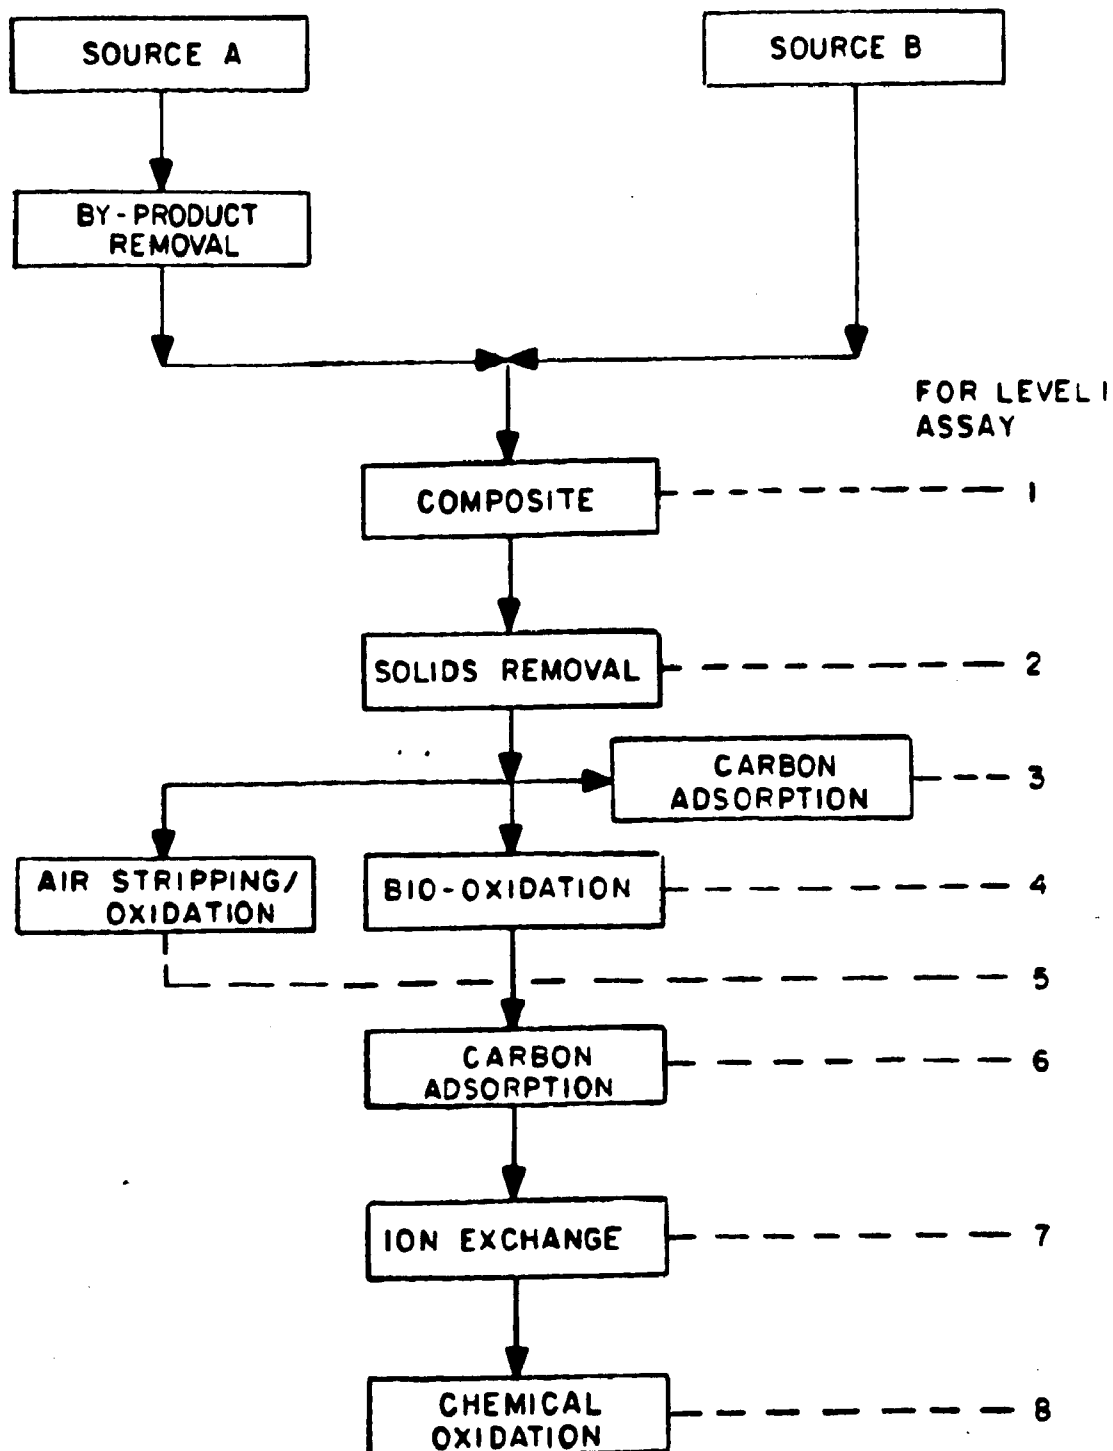 SOURCE A
SOURCE B
BY-PRODUCT
REMOVAL
FOR LEVEL 1
ASSAY
COMPOSITE
1
SOLIDS REMOVAL
2
CARBON
ADSORPTION
3
AIR STRIPPING/
OXIDATION
BIO-OXIDATION
4
5
CARBON
ADSORPTION
6
ION EXCHANGE
7
CHEMICAL
OXIDATION
8